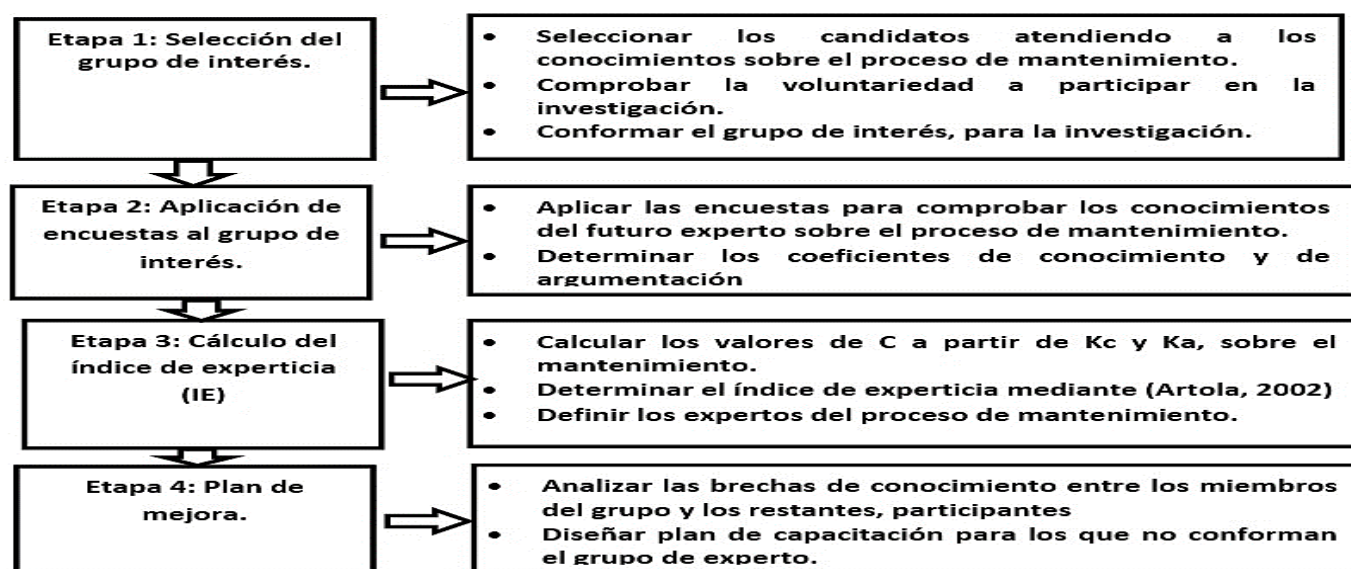 Etapa 1: Selección del
grupo de interés.
• Seleccionar los candidatos atendiendo a los
conocimientos sobre el proceso de mantenimiento.
• Comprobar la voluntariedad a participar en la
investigación.
• Conformar el grupo de interés, para la investigación.
Etapa 2: Aplicación de
encuestas al grupo de
interés.
• Aplicar las encuestas para comprobar los conocimientos
del futuro experto sobre el proceso de mantenimiento.
• Determinar los coeficientes de conocimiento y de
argumentación
Etapa 3: Cálculo del
índice de experticia
(IE)
• Calcular los valores de C a partir de Kc y Ka, sobre el
mantenimiento.
• Determinar el índice de experticia mediante (Artola, 2002)
• Definir los expertos del proceso de mantenimiento.
Etapa 4: Plan de
mejora.
• Analizar las brechas de conocimiento entre los miembros
del grupo y los restantes, participantes
• Diseñar plan de capacitación para los que no conforman
el grupo de experto.